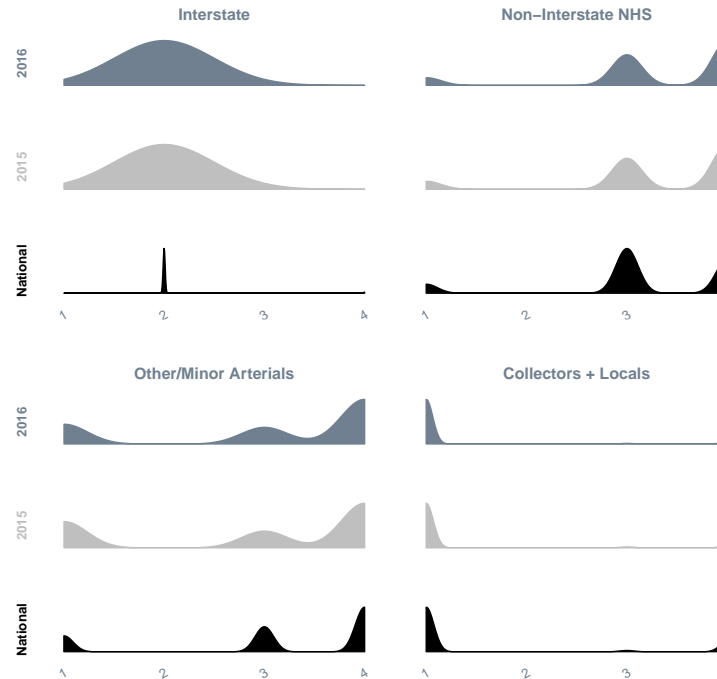 Interstate
Non−Interstate NHS
2016
2015
National
1 2 3 4
1 2 3
Other/Minor Arterials
Collectors + Locals
2016
2015
National
1 2 3 4
1 2 3